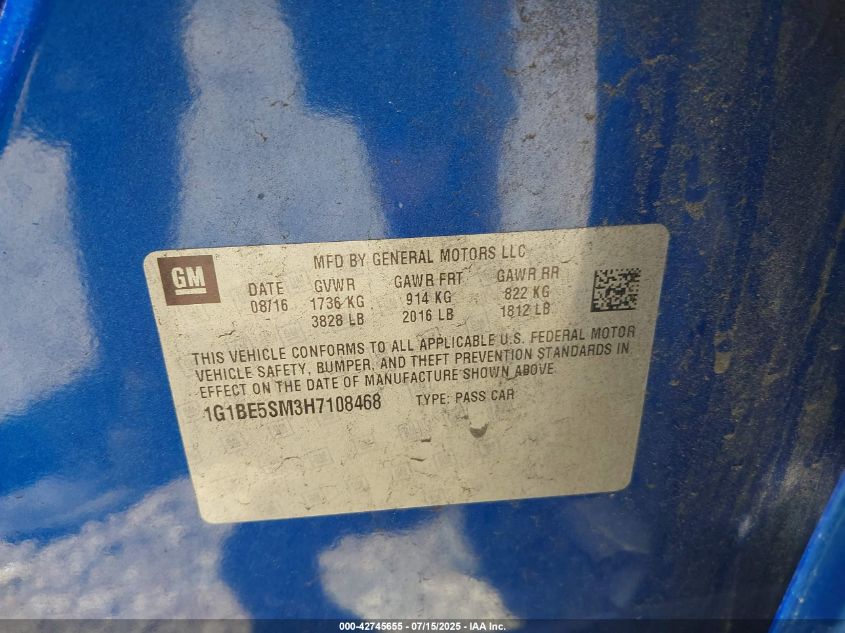 GM
MFD BY GENERAL MOTORS LLC
DATE GVWR GAWR FRT GAWR RR
08/16 1736 KG 914 KG 822 KG
3828 LB 2016 LB 1812 LB
THIS VEHICLE CONFORMS TO ALL APPLICABLE U.S. FEDERAL MOTOR
VEHICLE SAFETY, BUMPER, AND THEFT PREVENTION STANDARDS IN
EFFECT ON THE DATE OF MANUFACTURE SHOWN ABOVE
1G1BE5SM3H7108468 TYPE: PASS CAR
000-42745655 - 07/15/2025 - IAA Inc.